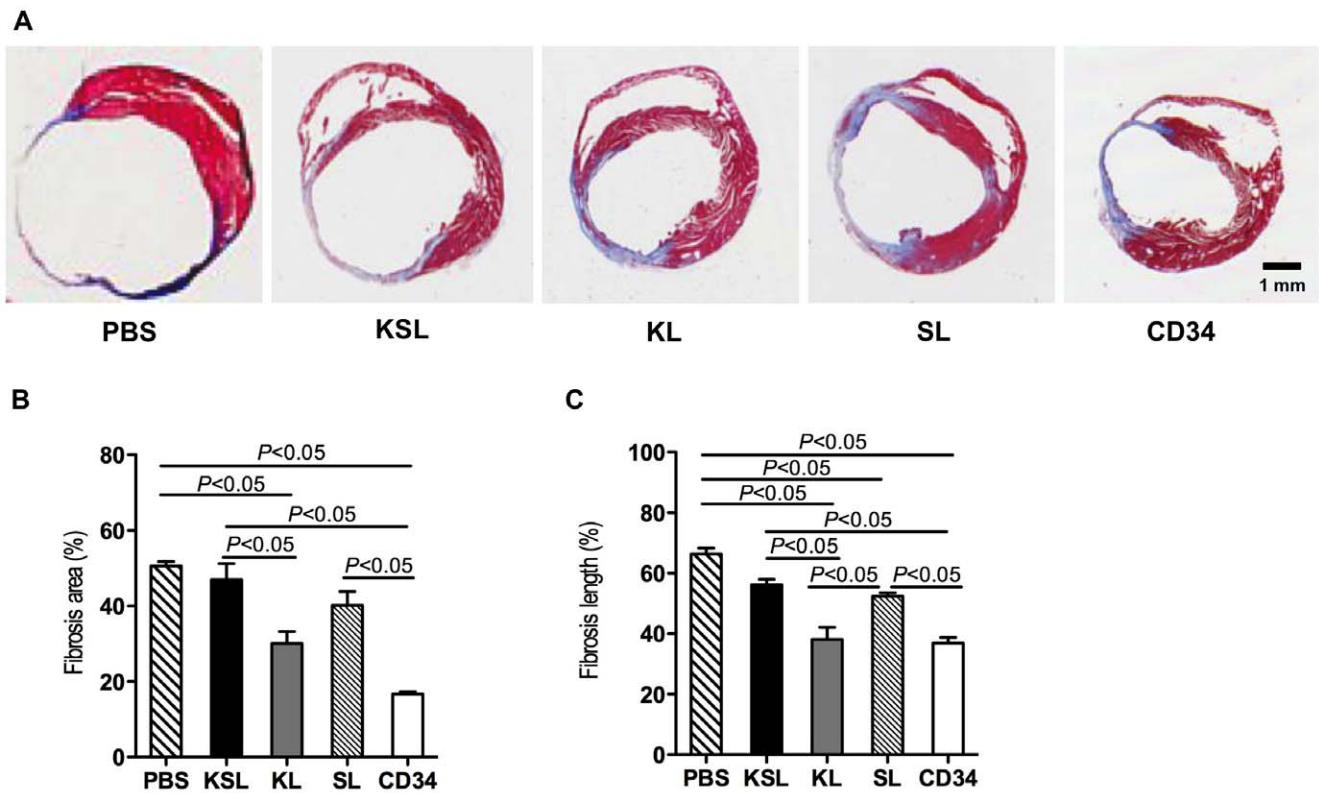 A
1 mm
PBS
KSL
KL
SL
CD34
B
Fibrosis area (%)
80
60
40
20
0
P<0.05
P<0.05
P<0.05
P<0.05
P<0.05
PBS
KSL
KL
SL
CD34
C
Fibrosis length (%)
100
80
60
40
20
0
P<0.05
P<0.05
P<0.05
P<0.05
P<0.05
P<0.05 P<0.05
PBS
KSL
KL
SL
CD34